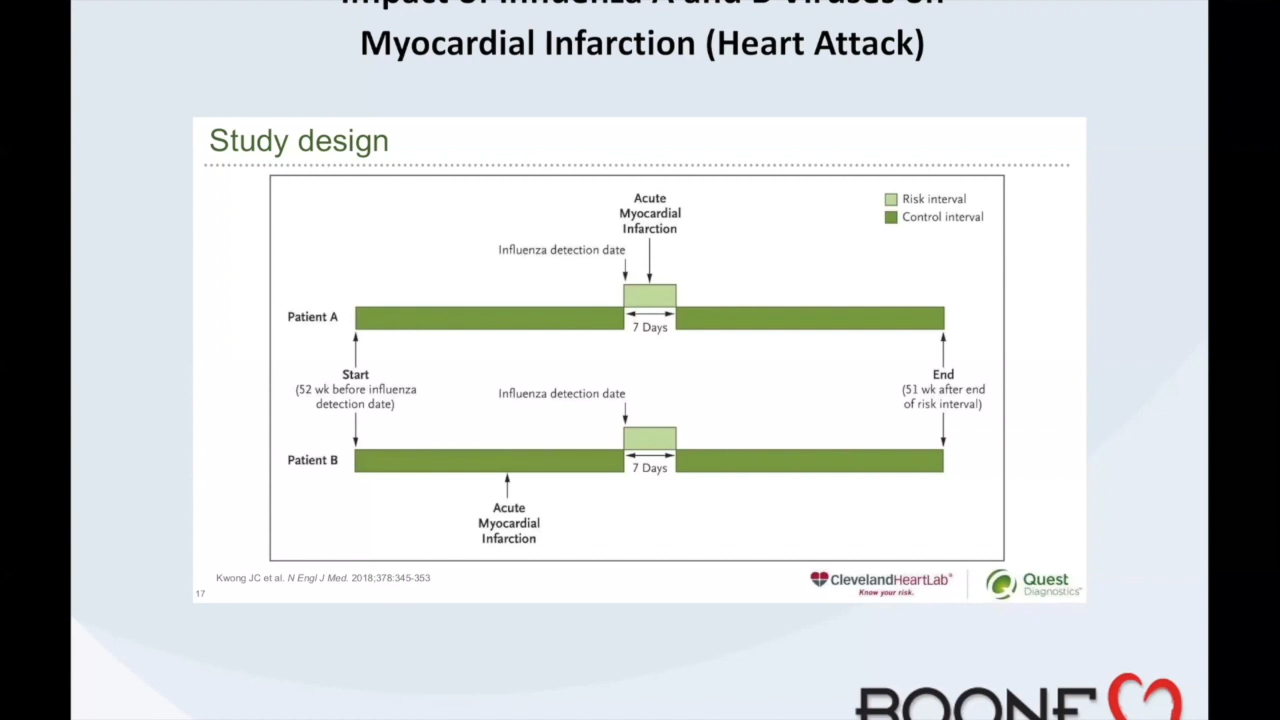 Impact of Influenza A and B Viruses on
Myocardial Infarction (Heart Attack)
Study design
Acute
Myocardial
Infarction
Risk interval
Control interval
Influenza detection date
Patient A
7 Days
Start
(52 wk before influenza
detection date)
Influenza detection date
End
(51 wk after end
of risk interval)
Patient B
7 Days
Acute
Myocardial
Infarction
Kwong JC et al. N Engl J Med. 2018;378:345-353
17
ClevelandHeartLab®
Know your risk.
Quest
Diagnostics™
BOONE